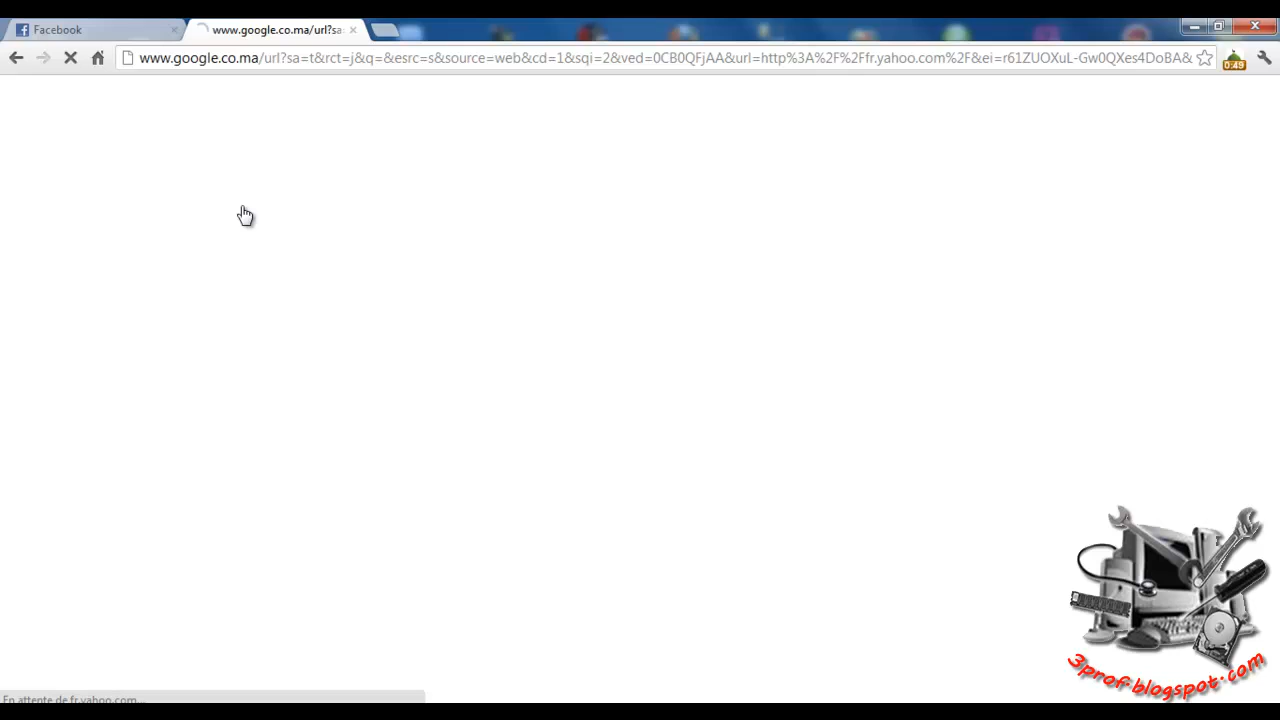 Facebook
www.google.co.ma/url?sa
www.google.co.ma/url?sa=t&rct=j&q=&esrc=s&source=web&cd=1&sqi=2&ved=0CB0QFjAA&url=http%3A%2F%2Ffr.yahoo.com%2F&ei=r61ZUOXuL-Gw0QXes4DoBA&
0:49
En attente de fr.yahoo.com...
3prof-blogspot.com